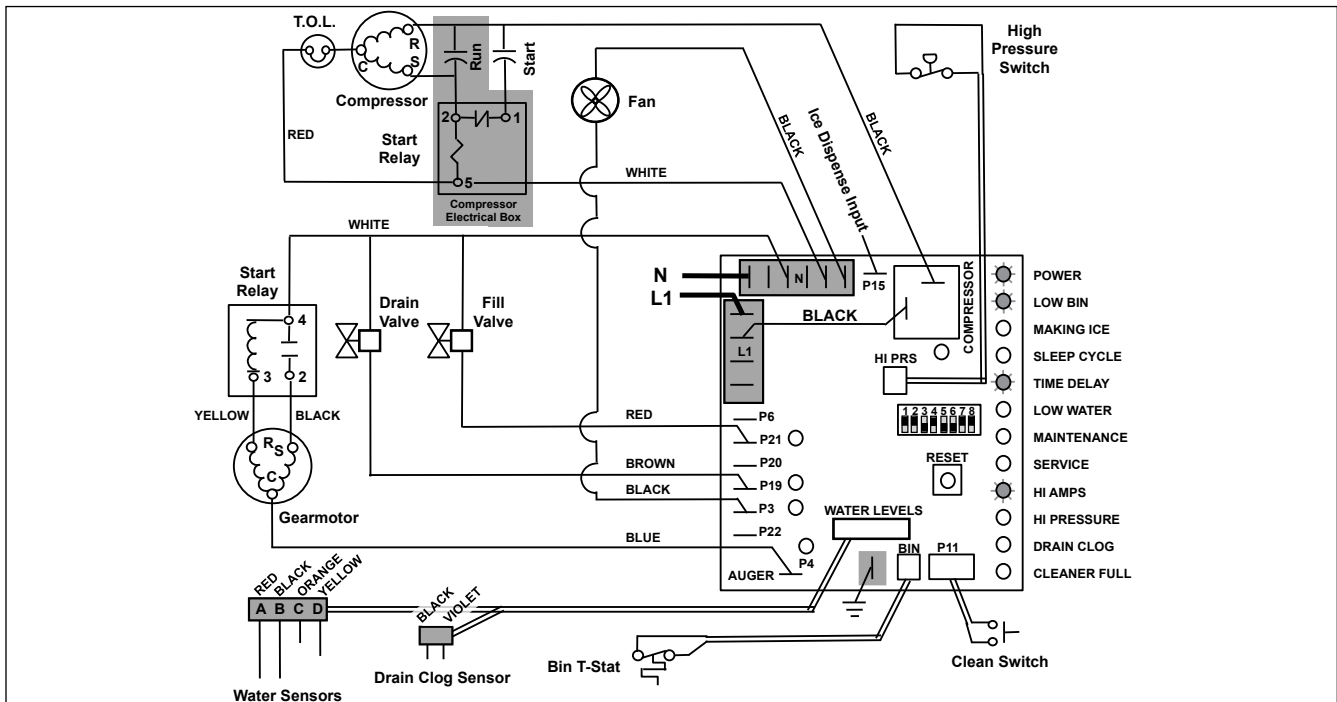 T.O.L.
R
S
C
Compressor
Run
Start
RED
2
1
Start
Relay
5
Compressor
Electrical Box
Fan
BLACK
Ice Dispense Input
BLACK
High
Pressure
Switch
WHITE
WHITE
Start
Relay
4
3
2
YELLOW
BLACK
R
S
C
Gearmotor
Drain
Valve
Fill
Valve
N
L1
N
P15
COMPRESSOR
BLACK
L1
HI PRS
RED
P6
P21
BROWN
P20
P19
BLACK
P3
P22
BLUE
P4
AUGER
1 2 3 4 5 6 7 8
RESET
WATER LEVELS
BIN
P11
POWER
LOW BIN
MAKING ICE
SLEEP CYCLE
TIME DELAY
LOW WATER
MAINTENANCE
SERVICE
HI AMPS
HI PRESSURE
DRAIN CLOG
CLEANER FULL
RED
BLACK
ORANGE
YELLOW
A B C D
Water Sensors
BLACK
VIOLET
Drain Clog Sensor
Bin T-Stat
Clean Switch